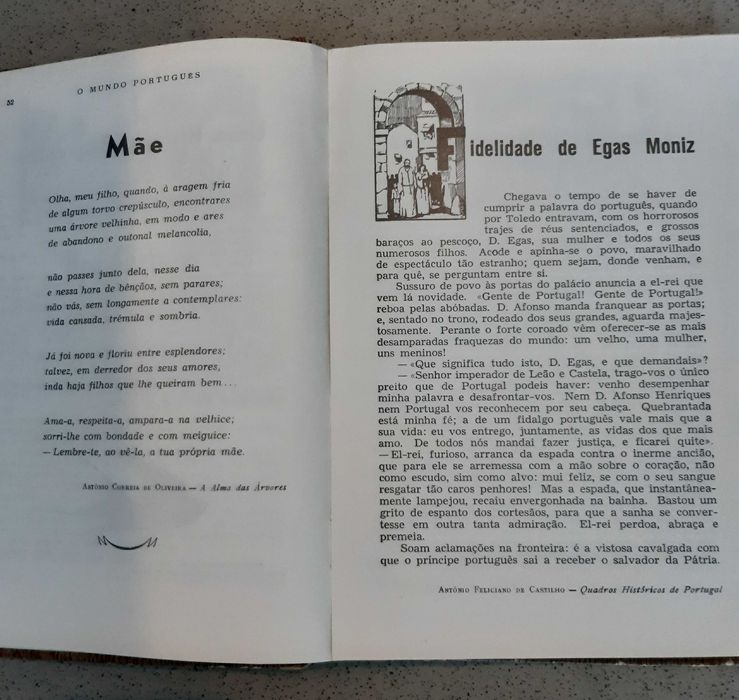 52
O MUNDO PORTUGUÊS
Mãe
Olha, meu filho, quando, à aragem fria
de algum torvo crepúsculo, encontrares
uma árvore velhinha, em modo e ares
de abandono e outonal melancolia,
não passes junto dela, nesse dia
e nessa hora de bênçãos, sem parares;
não vás, sem longamente a contemplares:
vida cansada, trémula e sombria.
Já foi nova e floriu entre esplendores;
talvez, em derredor dos seus amores,
inda haja filhos que lhe queiram bem...
Ama-a, respeita-a, ampara-a na velhice;
sorri-lhe com bondade e com meiguice:
— Lembre-te, ao vê-la, a tua própria mãe.
ANTÓNIO CORREIA DE OLIVEIRA — A Alma das Árvores
Fidelidade de Egas Moniz
Chegava o tempo de se haver de
cumprir a palavra do português, quando
por Toledo entravam, com os horrorosos
trajes de réus sentenciados, e grossos
baraços ao pescoço, D. Egas, sua mulher e todos os seus
numerosos filhos. Acode e apinha-se o povo, maravilhado
de espectáculo tão estranho; quem sejam, donde venham, e
para quê, se perguntam entre si.
Sussuro de povo às portas do palácio anuncia a el-rei que
vem lá novidade. «Gente de Portugal! Gente de Portugal!»
reboa pelas abóbadas. D. Afonso manda franquear as portas;
e, sentado no trono, rodeado dos seus grandes, aguarda majes-
tosamente. Perante o forte coroado vêm oferecer-se as mais
desamparadas fraquezas do mundo: um velho, uma mulher,
uns meninos!
— «Que significa tudo isto, D. Egas, e que demandais»?
— «Senhor imperador de Leão e Castela, trago-vos o único
preito que de Portugal podeis haver: venho desempenhar
minha palavra e desafrontar-vos. Nem D. Afonso Henriques
nem Portugal vos reconhecem por seu cabeça. Quebrantada
está minha fé; a de um fidalgo português vale mais que a
sua vida: eu vos entrego, juntamente, as vidas dos que mais
amo. De todos nós mandai fazer justiça, e ficarei quite».
— El-rei, furioso, arranca da espada contra o inerme ancião,
que para ele se arremessa com a mão sobre o coração, não
como escudo, sim como alvo: mui feliz, se com o seu sangue
resgatar tão caros penhores! Mas a espada, que instantânea-
mente lampejou, recaiu envergonhada na bainha. Bastou um
grito de espanto dos cortesãos, para que a sanha se conver-
tesse em outra tanta admiração. El-rei perdoa, abraça e
premeia.
Soam aclamações na fronteira: é a vistosa cavalgada com
que o príncipe português sai a receber o salvador da Pátria.
ANTÓNIO FELICIANO DE CASTILHO — Quadros Históricos de Portugal